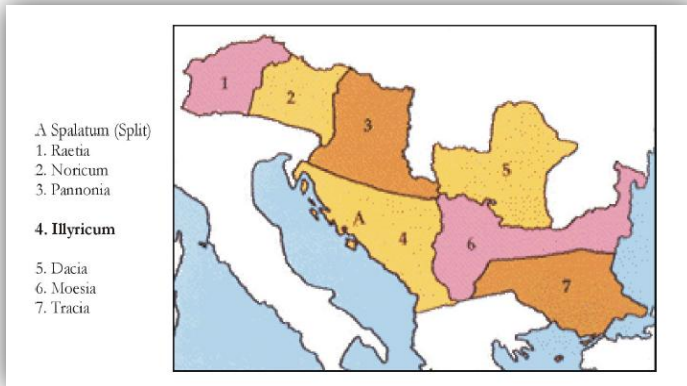 A Spalatum (Split)
1. Raetia
2. Noricum
3. Pannonia
4. Illyricum
5. Dacia
6. Moesia
7. Tracia
1
2
3
5
A
4
6
7